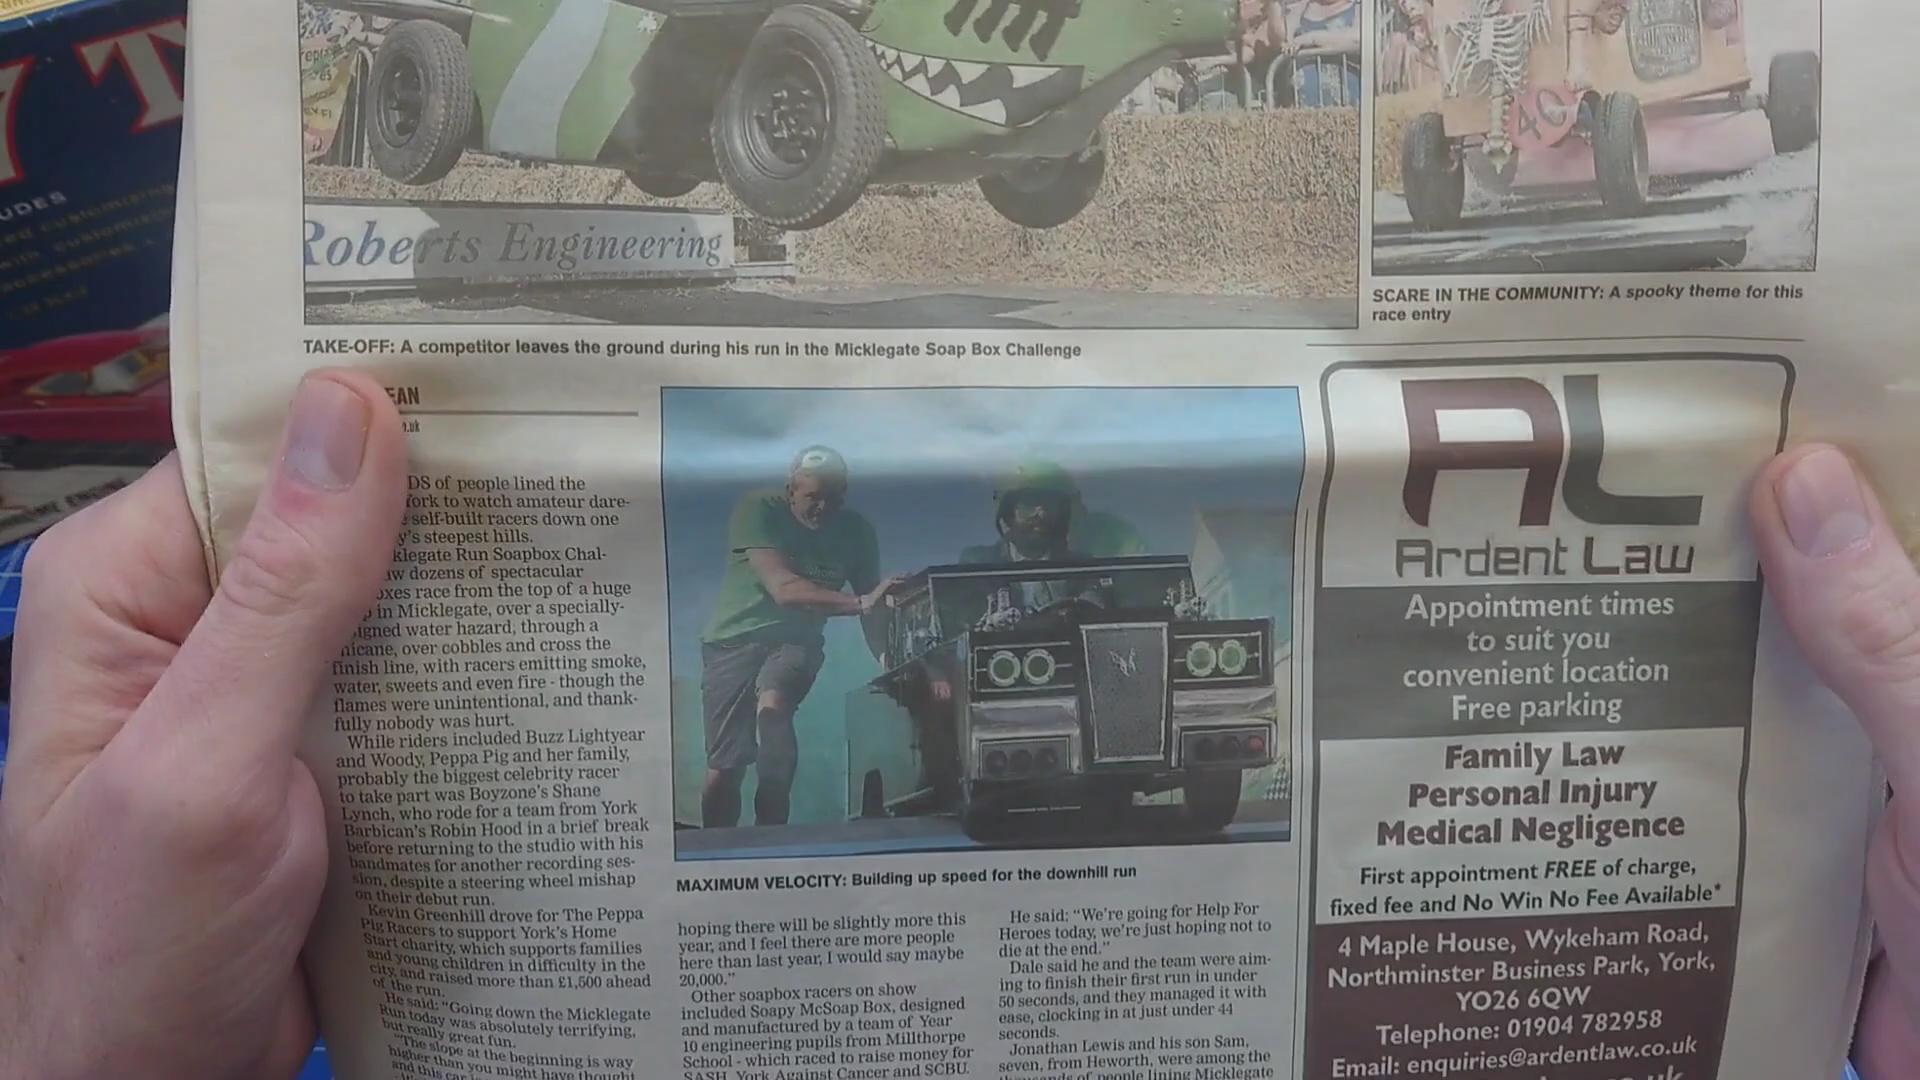 UDES
Roberts Engineering
40
SCARE IN THE COMMUNITY: A spooky theme for this
race entry
TAKE-OFF: A competitor leaves the ground during his run in the Micklegate Soap Box Challenge
EAN
.uk
DS of people lined the
York to watch amateur dare-
self-built racers down one
y's steepest hills.
klegate Run Soapbox Chal-
aw dozens of spectacular
oxes race from the top of a huge
in Micklegate, over a specially-
igned water hazard, through a
hicane, over cobbles and cross the
finish line, with racers emitting smoke,
water, sweets and even fire - though the
flames were unintentional, and thank-
fully nobody was hurt.
While riders included Buzz Lightyear
and Woody, Peppa Pig and her family,
probably the biggest celebrity racer
to take part was Boyzone's Shane
Lynch, who rode for a team from York
Barbican's Robin Hood in a brief break
before returning to the studio with his
bandmates for another recording ses-
sion, despite a steering wheel mishap
on their debut run.
Kevin Greenhill drove for The Peppa
Pig Racers to support York's Home
Start charity, which supports families
and young children in difficulty in the
city, and raised more than £1,500 ahead
of the run.
He said: "Going down the Micklegate
Run today was absolutely terrifying,
but really great fun.
"The slope at the beginning is way
higher than you might have thought
MAXIMUM VELOCITY: Building up speed for the downhill run
hoping there will be slightly more this
year, and I feel there are more people
here than last year, I would say maybe
20,000."
Other soapbox racers on show
included Soapy McSoap Box, designed
and manufactured by a team of Year
10 engineering pupils from Millthorpe
School - which raced to raise money for
SASH, York Against Cancer and SCBU.
He said: "We're going for Help For
Heroes today, we're just hoping not to
die at the end."
Dale said he and the team were aim-
ing to finish their first run in under
50 seconds, and they managed it with
ease, clocking in at just under 44
seconds.
Jonathan Lewis and his son Sam,
seven, from Heworth, were among the
thousands of people lining Micklegate
AL
Ardent Law
Appointment times
to suit you
convenient location
Free parking
Family Law
Personal Injury
Medical Negligence
First appointment FREE of charge,
fixed fee and No Win No Fee Available*
4 Maple House, Wykeham Road,
Northminster Business Park, York,
YO26 6QW
Telephone: 01904 782958
Email: enquiries@ardentlaw.co.uk